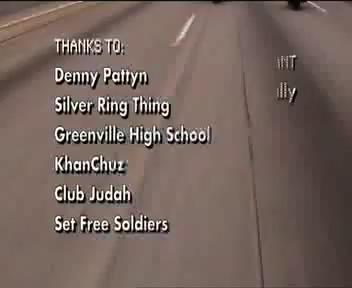 THANKS TO:
Denny Pattyn
Silver Ring Thing
Greenville High School
KhanChuz
Club Judah
Set Free Soldiers